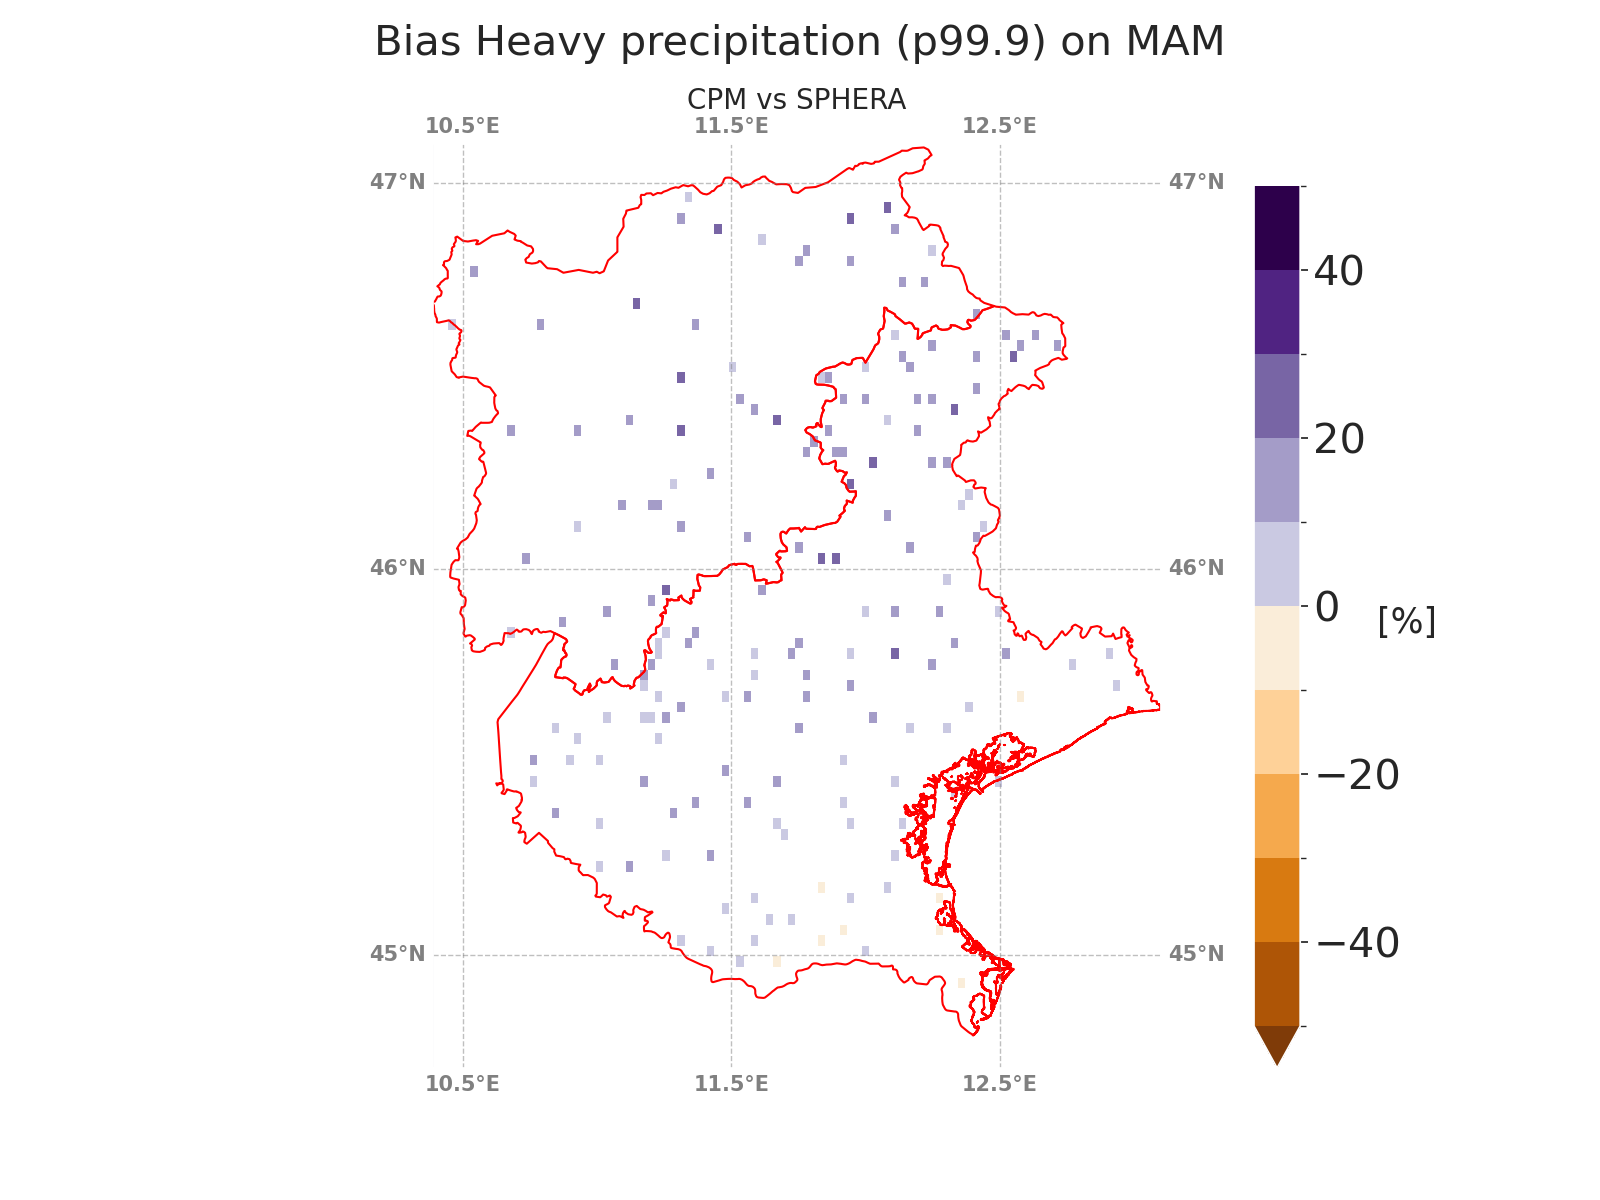 Bias Heavy precipitation (p99.9) on MAM
CPM vs SPHERA
10.5°E 11.5°E 12.5°E
47°N 47°N
40
20
46°N 46°N
0
[%]
−20
−40
45°N 45°N
10.5°E 11.5°E 12.5°E